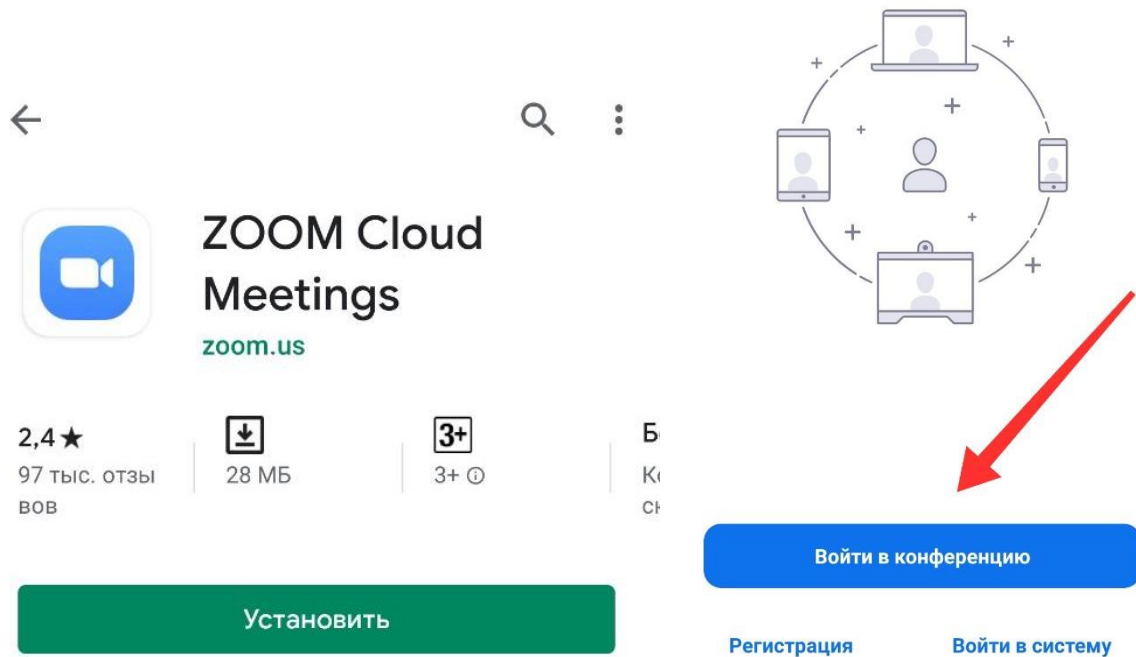 ZOOM Cloud
Meetings
zoom.us
2,4★
97 тыс. отзы
вов
28 МБ
3+
3+
Установить
Войти в конференцию
Регистрация
Войти в систему